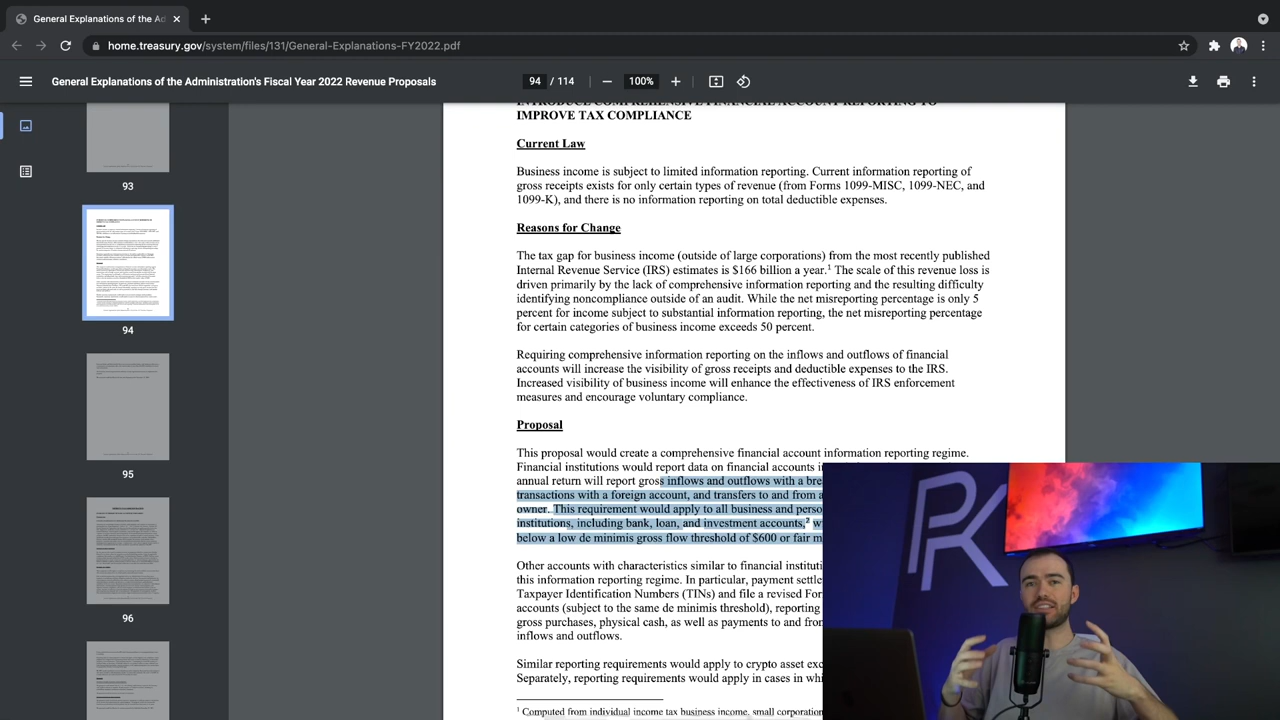 General Explanations of the Ad
home.treasury.gov/system/files/131/General-Explanations-FY2022.pdf
General Explanations of the Administration's Fiscal Year 2022 Revenue Proposals
94 / 114
100%
93
94
95
96
INTRODUCE COMPREHENSIVE FINANCIAL ACCOUNT REPORTING TO
IMPROVE TAX COMPLIANCE
Current Law
Business income is subject to limited information reporting. Current information reporting of
gross receipts exists for only certain types of revenue (from Forms 1099-MISC, 1099-NEC, and
1099-K), and there is no information reporting on total deductible expenses.
Reasons for Change
The tax gap for business income (outside of large corporations) from the most recently published
Internal Revenue Service (IRS) estimates is $166 billion a year.¹ The scale of this revenue loss is
driven primarily by the lack of comprehensive information reporting and the resulting difficulty
identifying noncompliance outside of an audit. While the net misreporting percentage is only 5
percent for income subject to substantial information reporting, the net misreporting percentage
for certain categories of business income exceeds 50 percent.
Requiring comprehensive information reporting on the inflows and outflows of financial
accounts will increase the visibility of gross receipts and deductible expenses to the IRS.
Increased visibility of business income will enhance the effectiveness of IRS enforcement
measures and encourage voluntary compliance.
Proposal
This proposal would create a comprehensive financial account information reporting regime.
Financial institutions would report data on financial accounts i
annual return will report gross inflows and outflows with a bre
transactions with a foreign account, and transfers to and from a
owner. This requirement would apply to all business and perso
institution, including bank, loan, and investment accounts,² w
below a low de minimis gross flow threshold of $600 or fair m
Other accounts with characteristics similar to financial instituti
this information reporting regime. In particular, payment settle
Taxpayer Identification Numbers (TINs) and file a revised For
accounts (subject to the same de minimis threshold), reporting
gross purchases, physical cash, as well as payments to and from
inflows and outflows.
Similar reporting requirements would apply to crypto asset exc
Separately, reporting requirements would apply in cases in whi
¹ Computed from individual income tax business income, small corporation
R